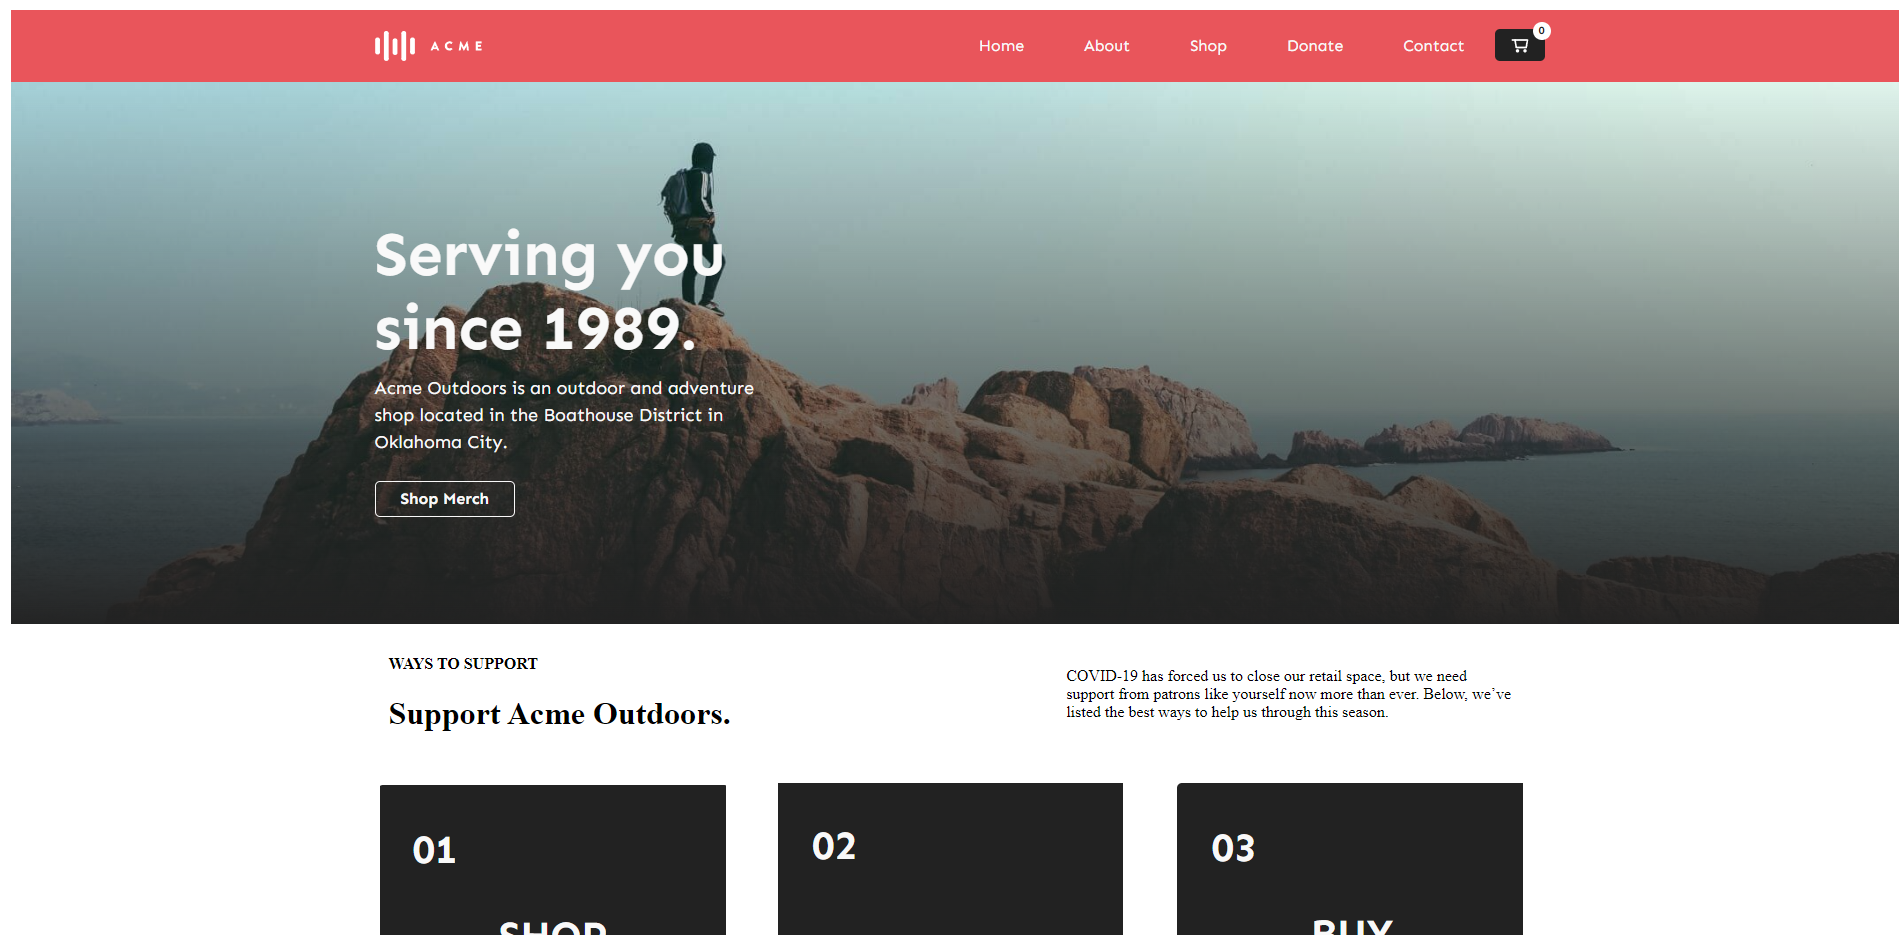 ACME
Home About Shop Donate Contact 0
Serving you
since 1989.
Acme Outdoors is an outdoor and adventure
shop located in the Boathouse District in
Oklahoma City.
Shop Merch
WAYS TO SUPPORT
Support Acme Outdoors.
COVID-19 has forced us to close our retail space, but we need
support from patrons like yourself now more than ever. Below, we’ve
listed the best ways to help us through this season.
01
SHOP
02
03
BUY